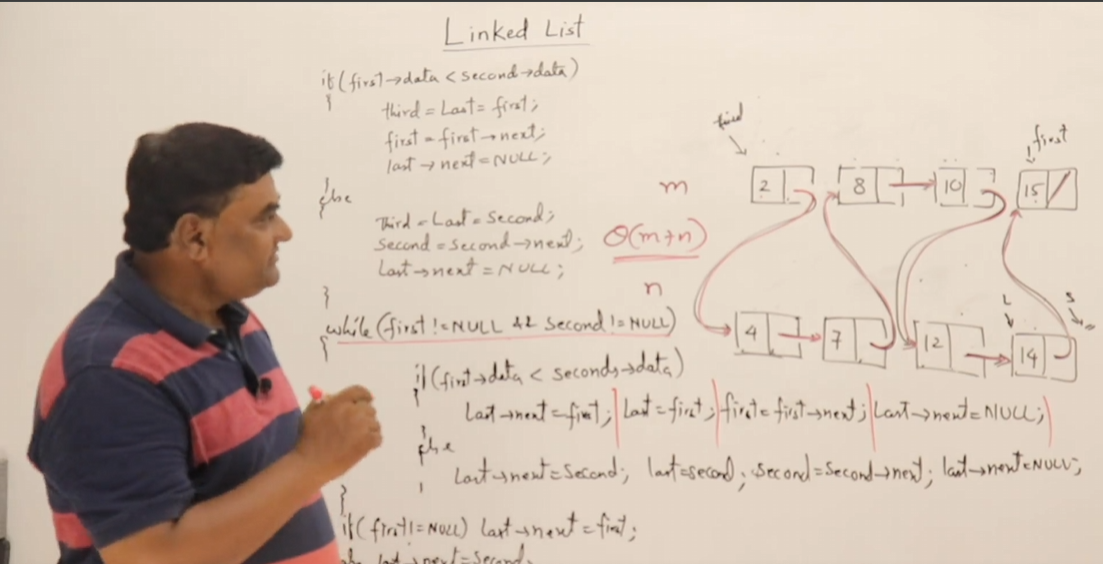 Linked List
if (first→data < second→data)
{
third = Last = first;
first = first→next;
last → next = NULL;
}
else
{
Third = Last = Second;
Second = Second→next;
Last→next = NULL;
}
while (first != NULL && Second != NULL)
{
if (first→data < seconds→data)
{
Last→next = first; Last = first; first = first→next; Last→next = NULL;
}
else
Last→next = Second; last = second; Second = Second→next; last→next = NULL;
}
if (first != NULL) Last→next = first;
else last→next = Second.
first
m 2 8 10 15
θ(m+n)
n L S
4 7 12 14